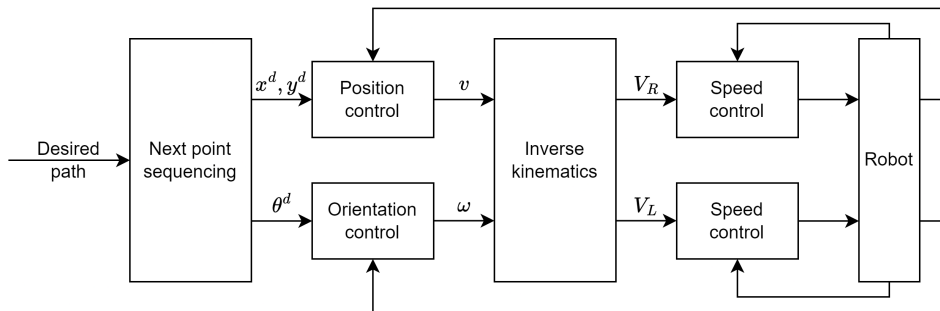 Desired
path
Next point
sequencing
x^d, y^d
θ^d
Position
control
Orientation
control
v
ω
Inverse
kinematics
V_R
V_L
Speed
control
Speed
control
Robot